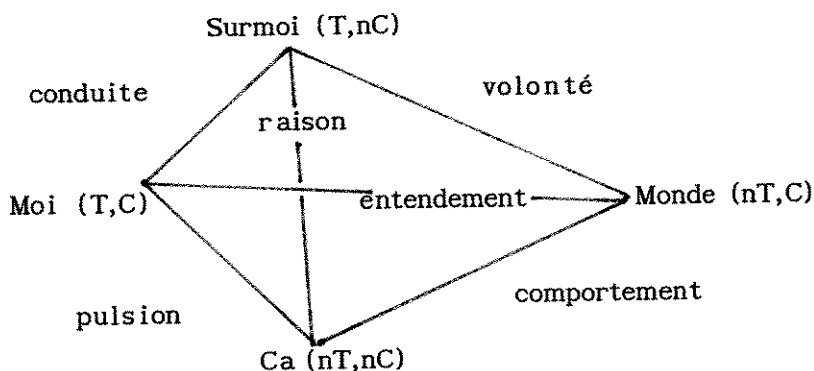 Surmoi (T,nC)
conduite
volonté
raison
Moi (T,C)
entendement
Monde (nT,C)
pulsion
comportement
Ca (nT,nC)